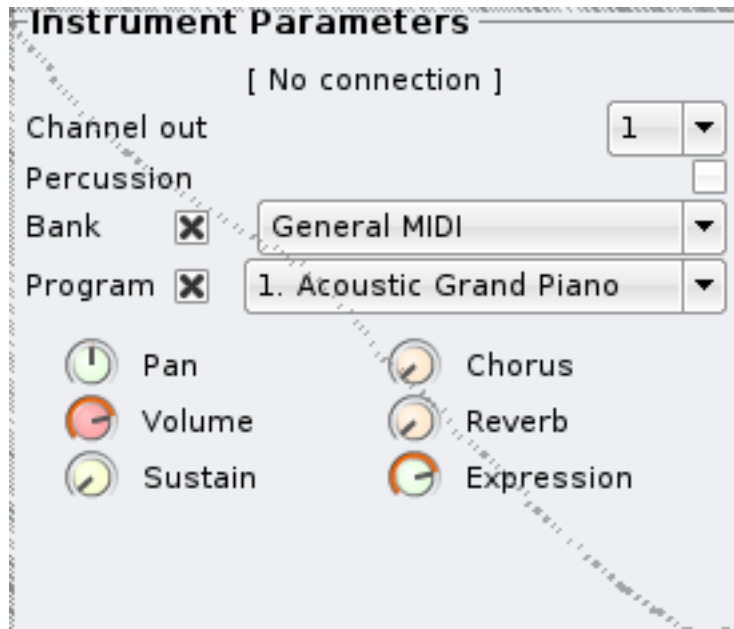 Instrument Parameters
[ No connection ]
Channel out 1
Percussion
Bank General MIDI
Program 1. Acoustic Grand Piano
Pan Chorus
Volume Reverb
Sustain Expression